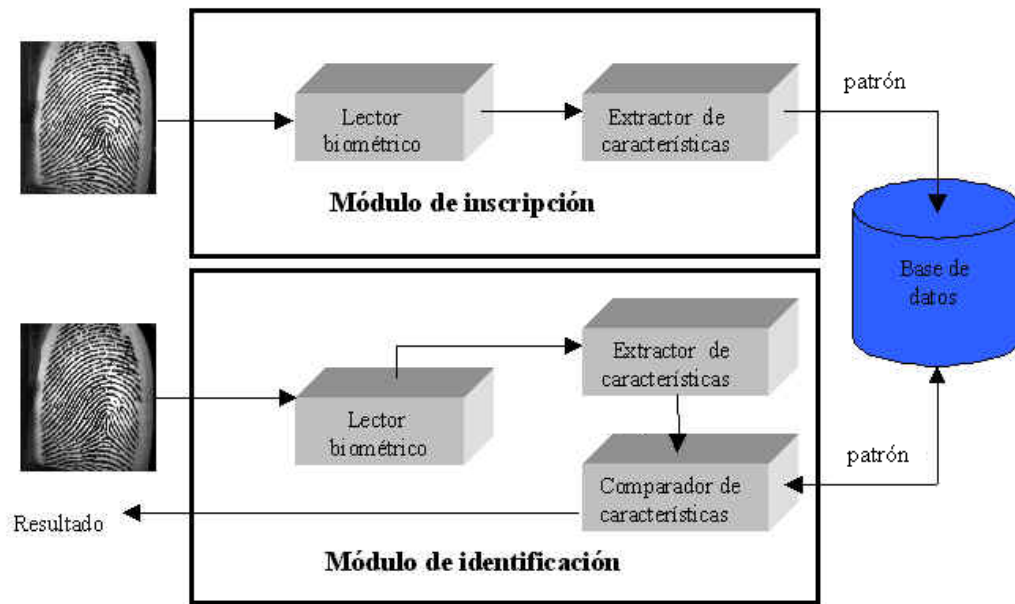 patrón
Lector
biométrico
Extractor de
características
Módulo de inscripción
Base de
datos
Extractor de
características
Lector
biométrico
patrón
Comparador de
características
Resultado
Módulo de identificación